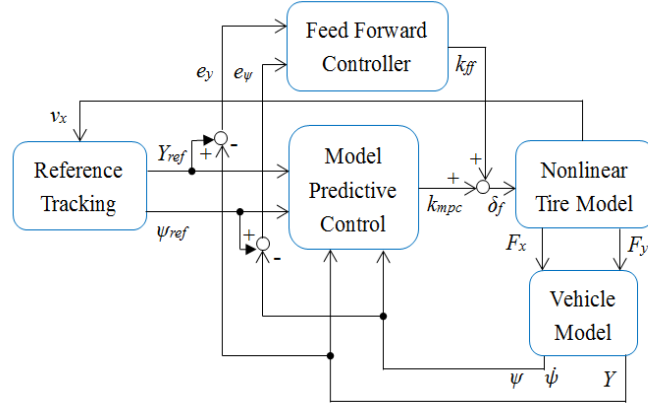 Feed Forward
Controller
e_y
e_ψ
k_ff
v_x
-
+
Y_ref
Reference
Tracking
Model
Predictive
Control
+
+
k_mpc
δ_f
Nonlinear
Tire Model
ψ_ref
+
-
F_x
F_y
Vehicle
Model
ψ ψ̇ Y